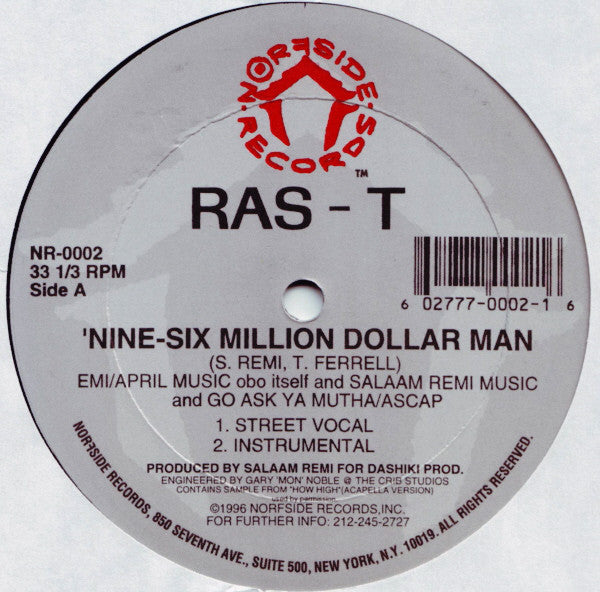 NORFSIDE · RECORDS ·
™
RAS - T
NR-0002
33 1/3 RPM
Side A
6 02777-0002-1 6
'NINE-SIX MILLION DOLLAR MAN
(S. REMI, T. FERRELL)
EMI/APRIL MUSIC obo itself and SALAAM REMI MUSIC
and GO ASK YA MUTHA/ASCAP
1. STREET VOCAL
2. INSTRUMENTAL
PRODUCED BY SALAAM REMI FOR DASHIKI PROD.
ENGINEERED BY GARY 'MON' NOBLE @ THE CRIB STUDIOS
CONTAINS SAMPLE FROM "HOW HIGH"(ACAPELLA VERSION)
used by parmission
©1996 NORFSIDE RECORDS,INC.
FOR FURTHER INFO: 212-245-2727
NORFSIDE RECORDS, 850 SEVENTH AVE., SUITE 500, NEW YORK, N.Y. 10019. ALL RIGHTS RESERVED.